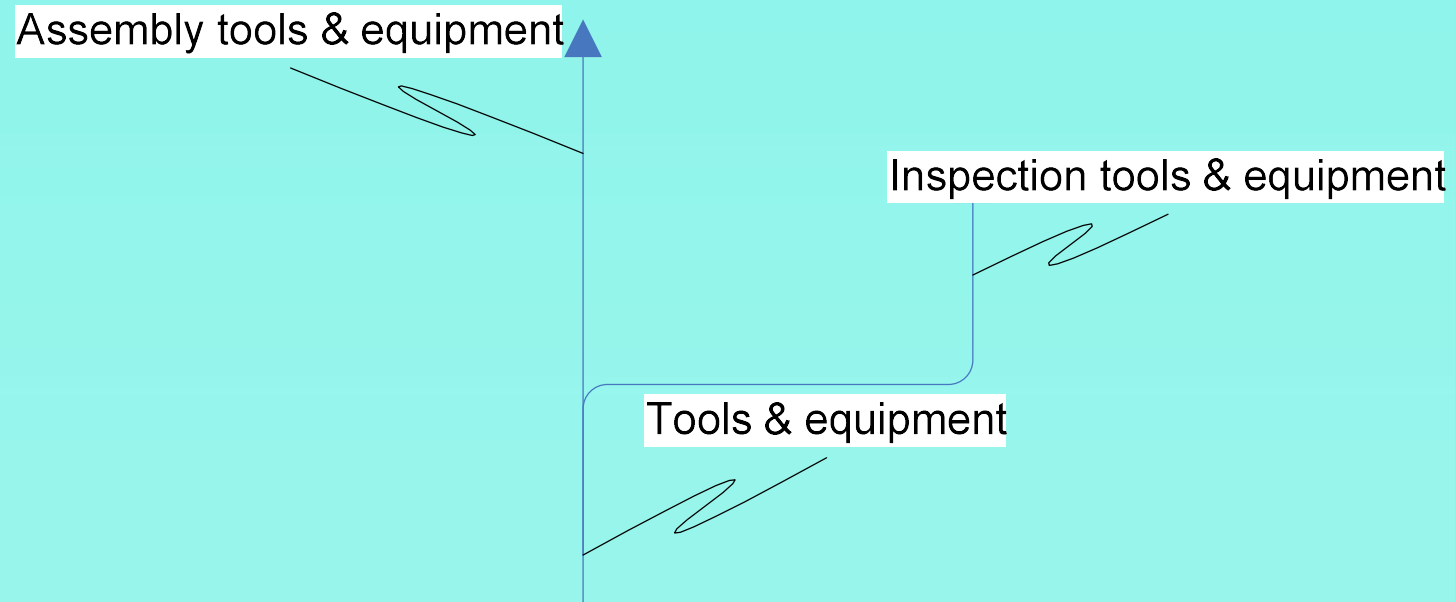 Assembly tools & equipment
Inspection tools & equipment
Tools & equipment